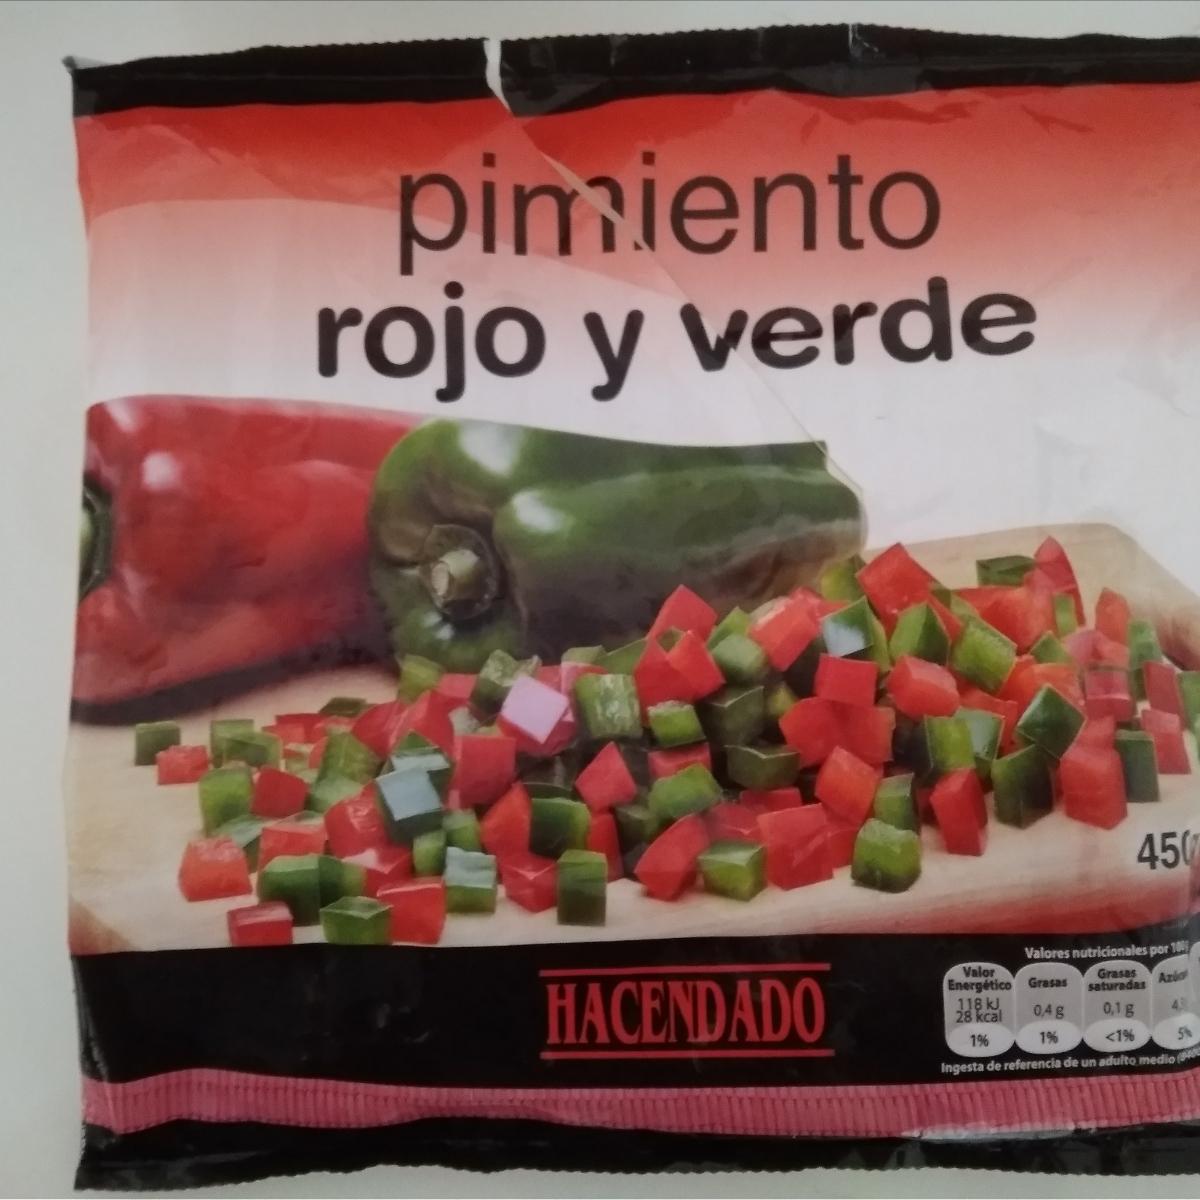 pimiento
rojo y verde
450
HACENDADO
Valores nutricionales por 100g
Valor Energético Grasas Grasas saturadas
118 kJ 28 kcal 0,4 g 0,1 g
1% 1% <1% 5%
Ingesta de referencia de un adulto medio